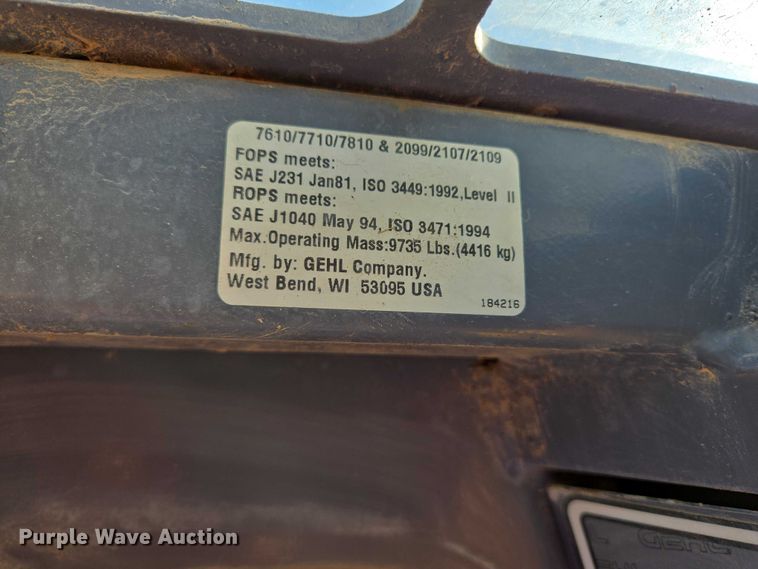 7610/7710/7810 & 2099/2107/2109
FOPS meets:
SAE J231 Jan81, ISO 3449:1992,Level II
ROPS meets:
SAE J1040 May 94, ISO 3471:1994
Max.Operating Mass:9735 Lbs.(4416 kg)
Mfg. by: GEHL Company.
West Bend, WI 53095 USA
184216
GEHL
Purple Wave Auction